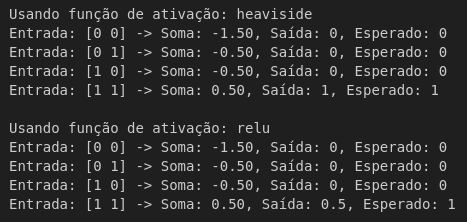 Usando função de ativação: heaviside
Entrada: [0 0] -> Soma: -1.50, Saída: 0, Esperado: 0
Entrada: [0 1] -> Soma: -0.50, Saída: 0, Esperado: 0
Entrada: [1 0] -> Soma: -0.50, Saída: 0, Esperado: 0
Entrada: [1 1] -> Soma: 0.50, Saída: 1, Esperado: 1

Usando função de ativação: relu
Entrada: [0 0] -> Soma: -1.50, Saída: 0, Esperado: 0
Entrada: [0 1] -> Soma: -0.50, Saída: 0, Esperado: 0
Entrada: [1 0] -> Soma: -0.50, Saída: 0, Esperado: 0
Entrada: [1 1] -> Soma: 0.50, Saída: 0.5, Esperado: 1